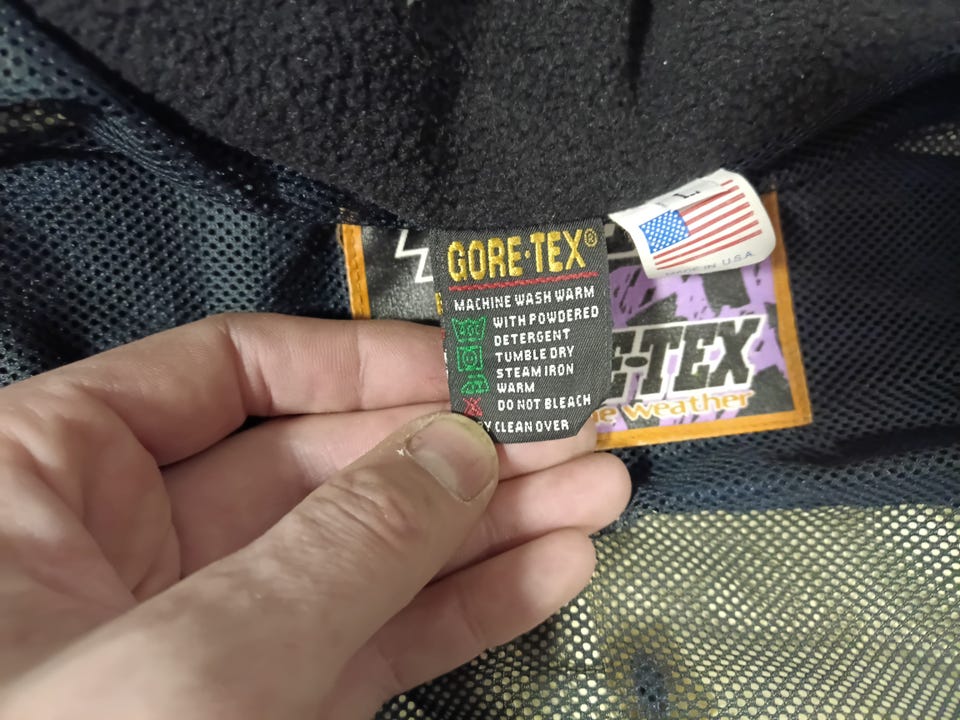 L
MADE IN U.S.A.
GORE-TEX®
MACHINE WASH WARM
WITH POWDERED
DETERGENT
TUMBLE DRY
STEAM IRON
WARM
DO NOT BLEACH
Y CLEAN OVER
E-TEX
e Weather